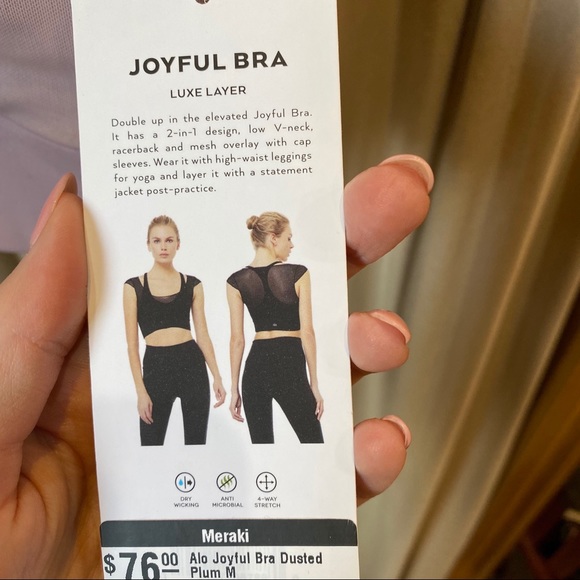 JOYFUL BRA
LUXE LAYER
Double up in the elevated Joyful Bra.
It has a 2-in-1 design, low V-neck,
racerback and mesh overlay with cap
sleeves. Wear it with high-waist leggings
for yoga and layer it with a statement
jacket post-practice.
DRY
WICKING
ANTI
MICROBIAL
4-WAY
STRETCH
Meraki
$76.00 Alo Joyful Bra Dusted
Plum M